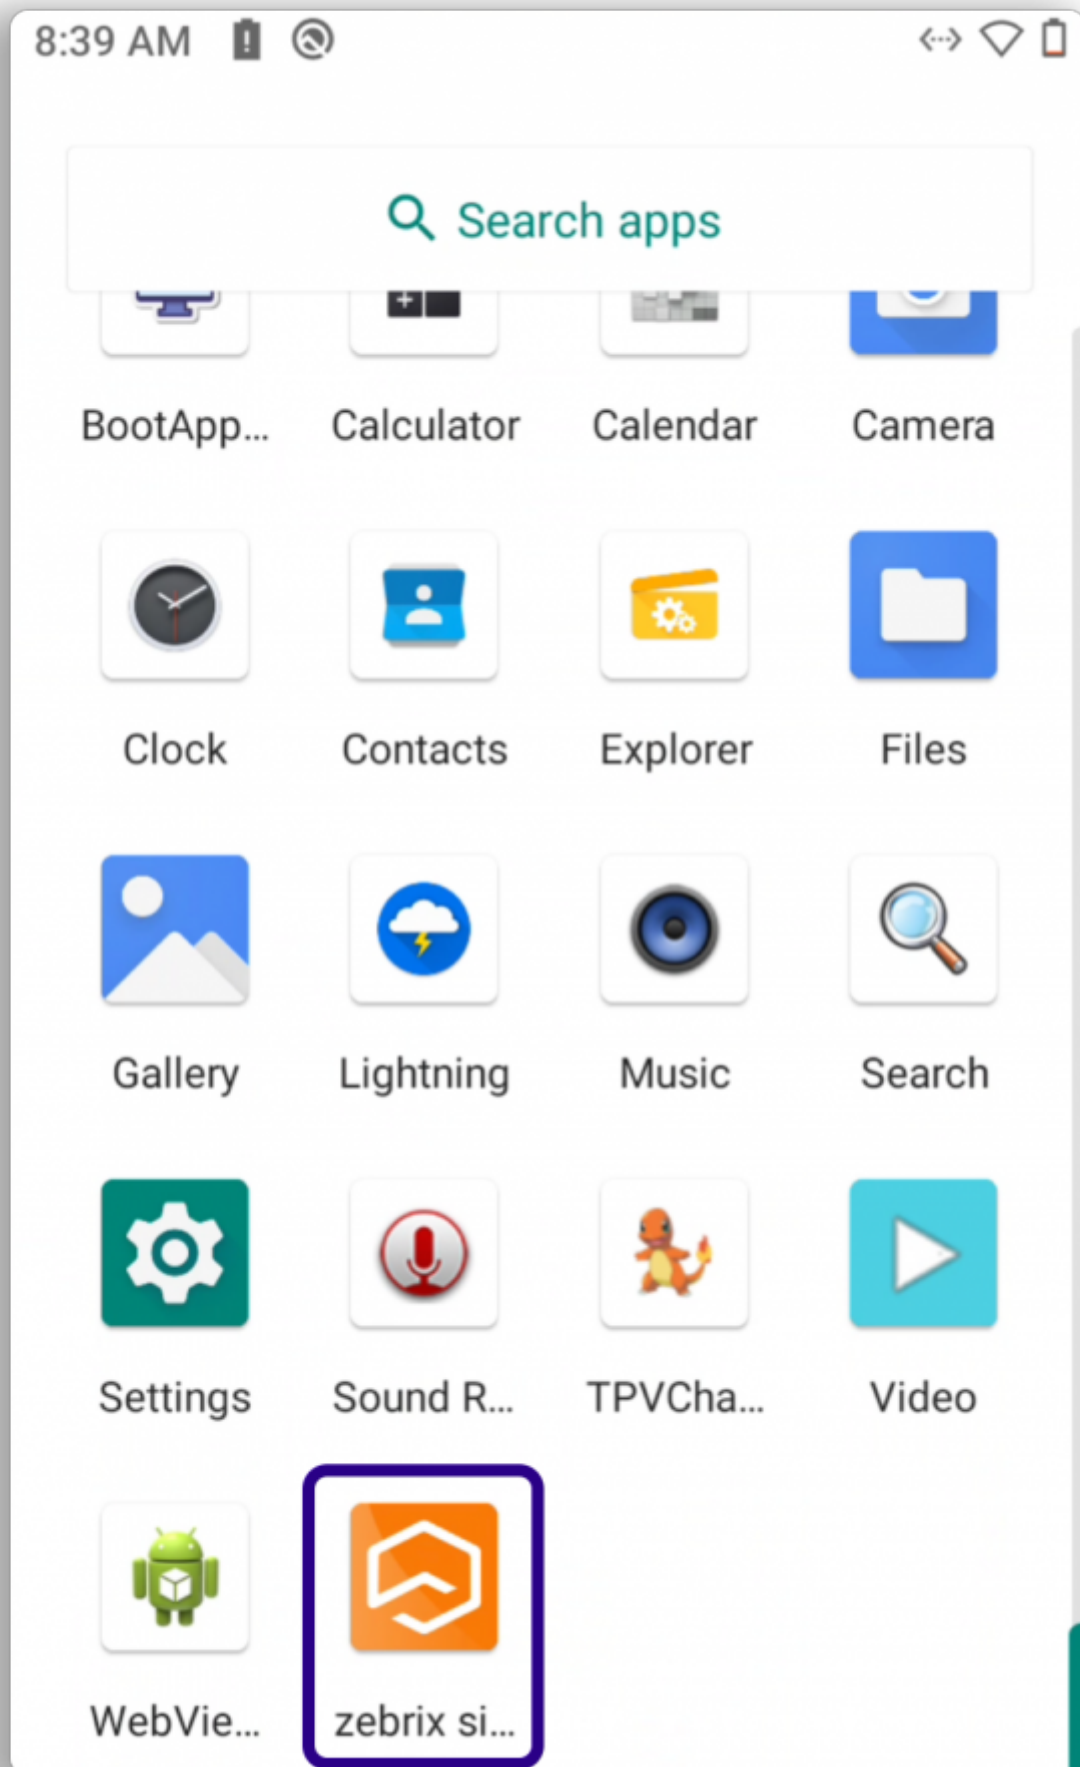 8:39 AM
Search apps
BootApp... Calculator Calendar Camera
Clock Contacts Explorer Files
Gallery Lightning Music Search
Settings Sound R... TPVCha... Video
WebVie... zebrix si...